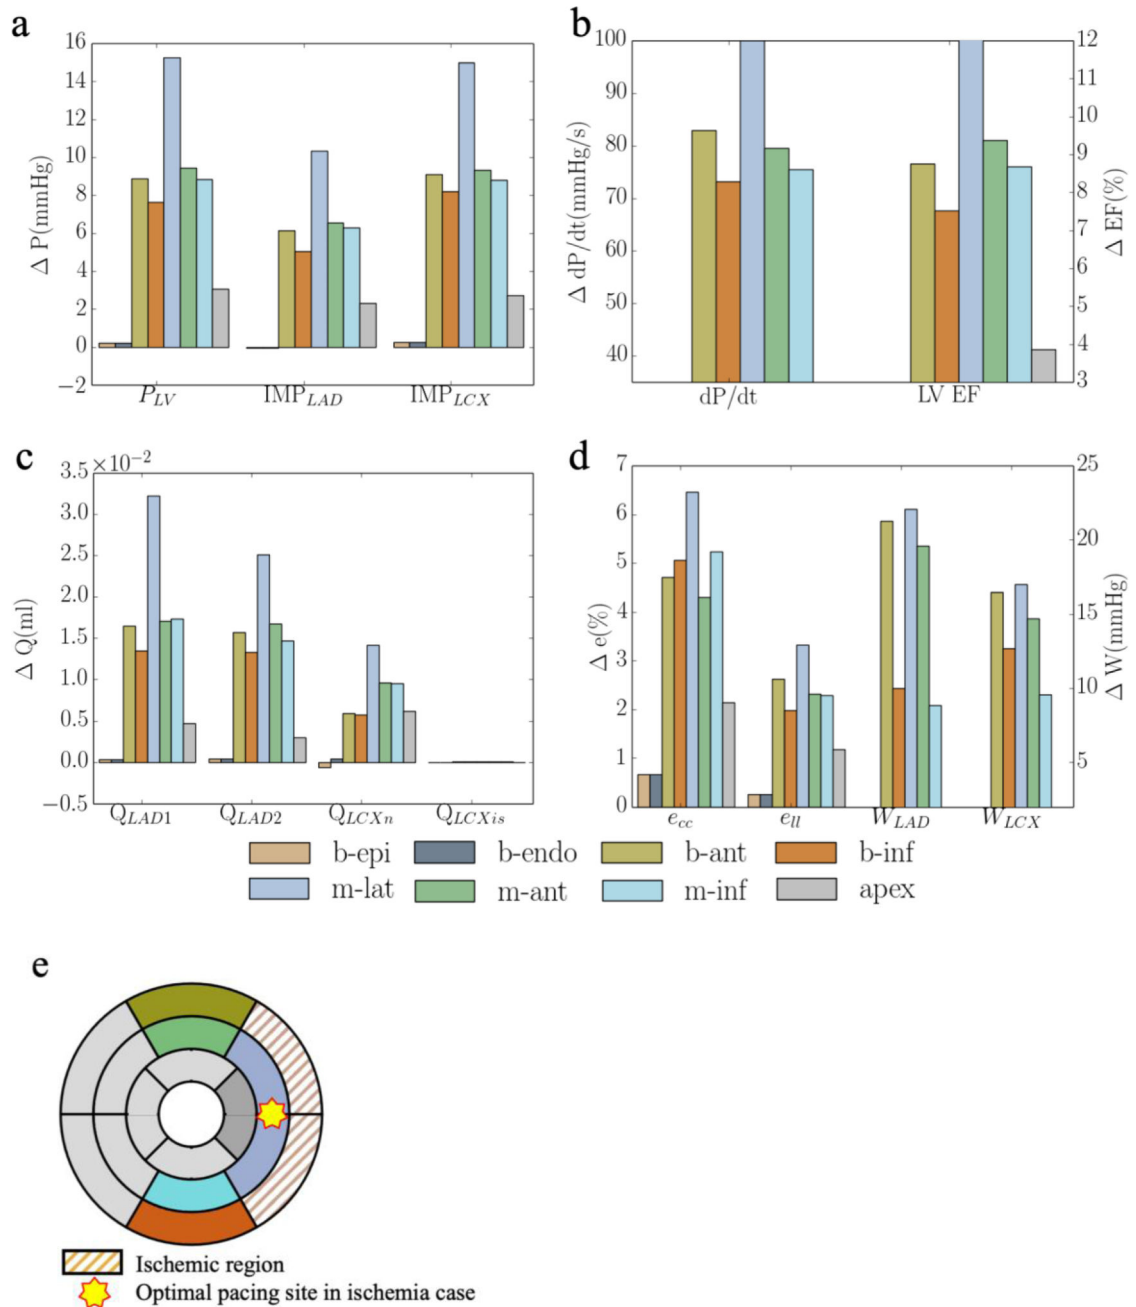 a
16
14
12
10
8
6
4
2
0
−2
Δ P(mmHg)
P_LV IMP_LAD IMP_LCX
b
100
90
80
70
60
50
40
Δ dP/dt(mmHg/s)
12
11
10
9
8
7
6
5
4
3
Δ EF(%)
dP/dt LV EF
c
×10⁻²
3.5
3.0
2.5
2.0
1.5
1.0
0.5
0.0
−0.5
Δ Q(ml)
Q_LAD1 Q_LAD2 Q_LCXn Q_LCXis
d
7
6
5
4
3
2
1
0
Δ e(%)
25
20
15
10
5
Δ W(mmHg)
e_cc e_ll W_LAD W_LCX
b-epi b-endo b-ant b-inf
m-lat m-ant m-inf apex
e
Ischemic region
Optimal pacing site in ischemia case